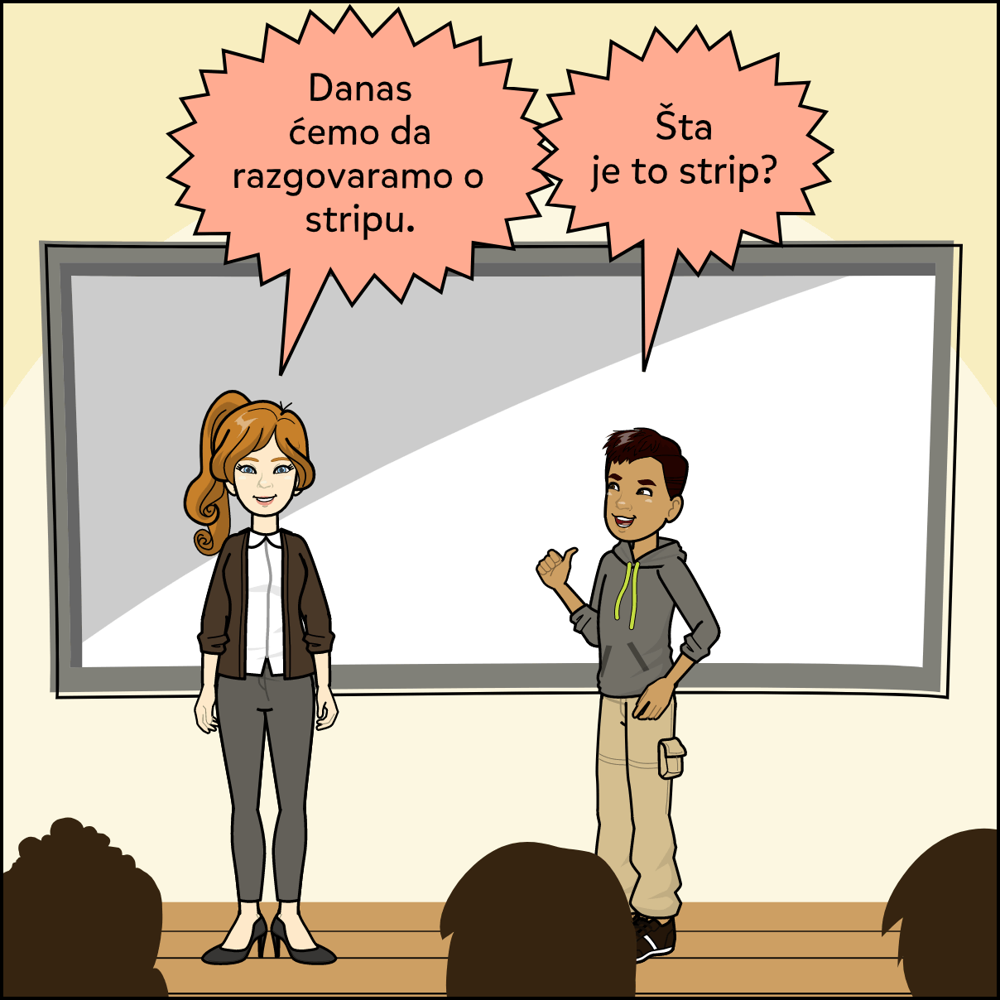 Danas
ćemo da
razgovaramo o
stripu.
Šta
je to strip?